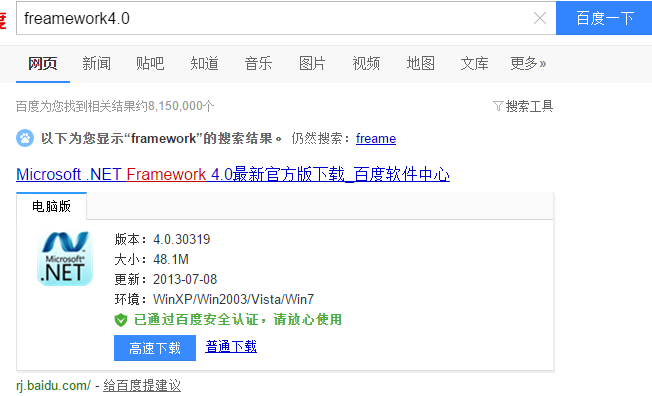 度 freamework4.0 百度一下
网页 新闻 贴吧 知道 音乐 图片 视频 地图 文库 更多»
百度为您找到相关结果约8,150,000个 搜索工具
以下为您显示“framework”的搜索结果。 仍然搜索：freame
Microsoft .NET Framework 4.0最新官方版下载_百度软件中心
电脑版
Microsoft
.NET
版本：4.0.30319
大小：48.1M
更新：2013-07-08
环境：WinXP/Win2003/Vista/Win7
已通过百度安全认证，请放心使用
高速下载 普通下载
rj.baidu.com/ - 给百度提建议